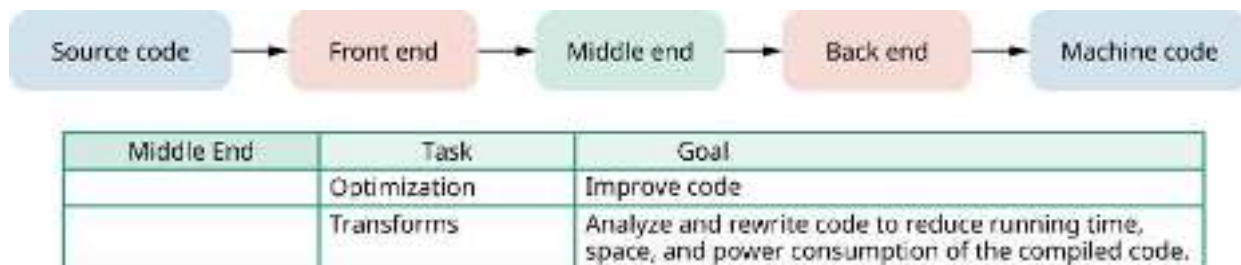 Source code Front end Middle end Back end Machine code
Middle End Task Goal
Optimization Improve code
Transforms Analyze and rewrite code to reduce running time,
space, and power consumption of the compiled code.